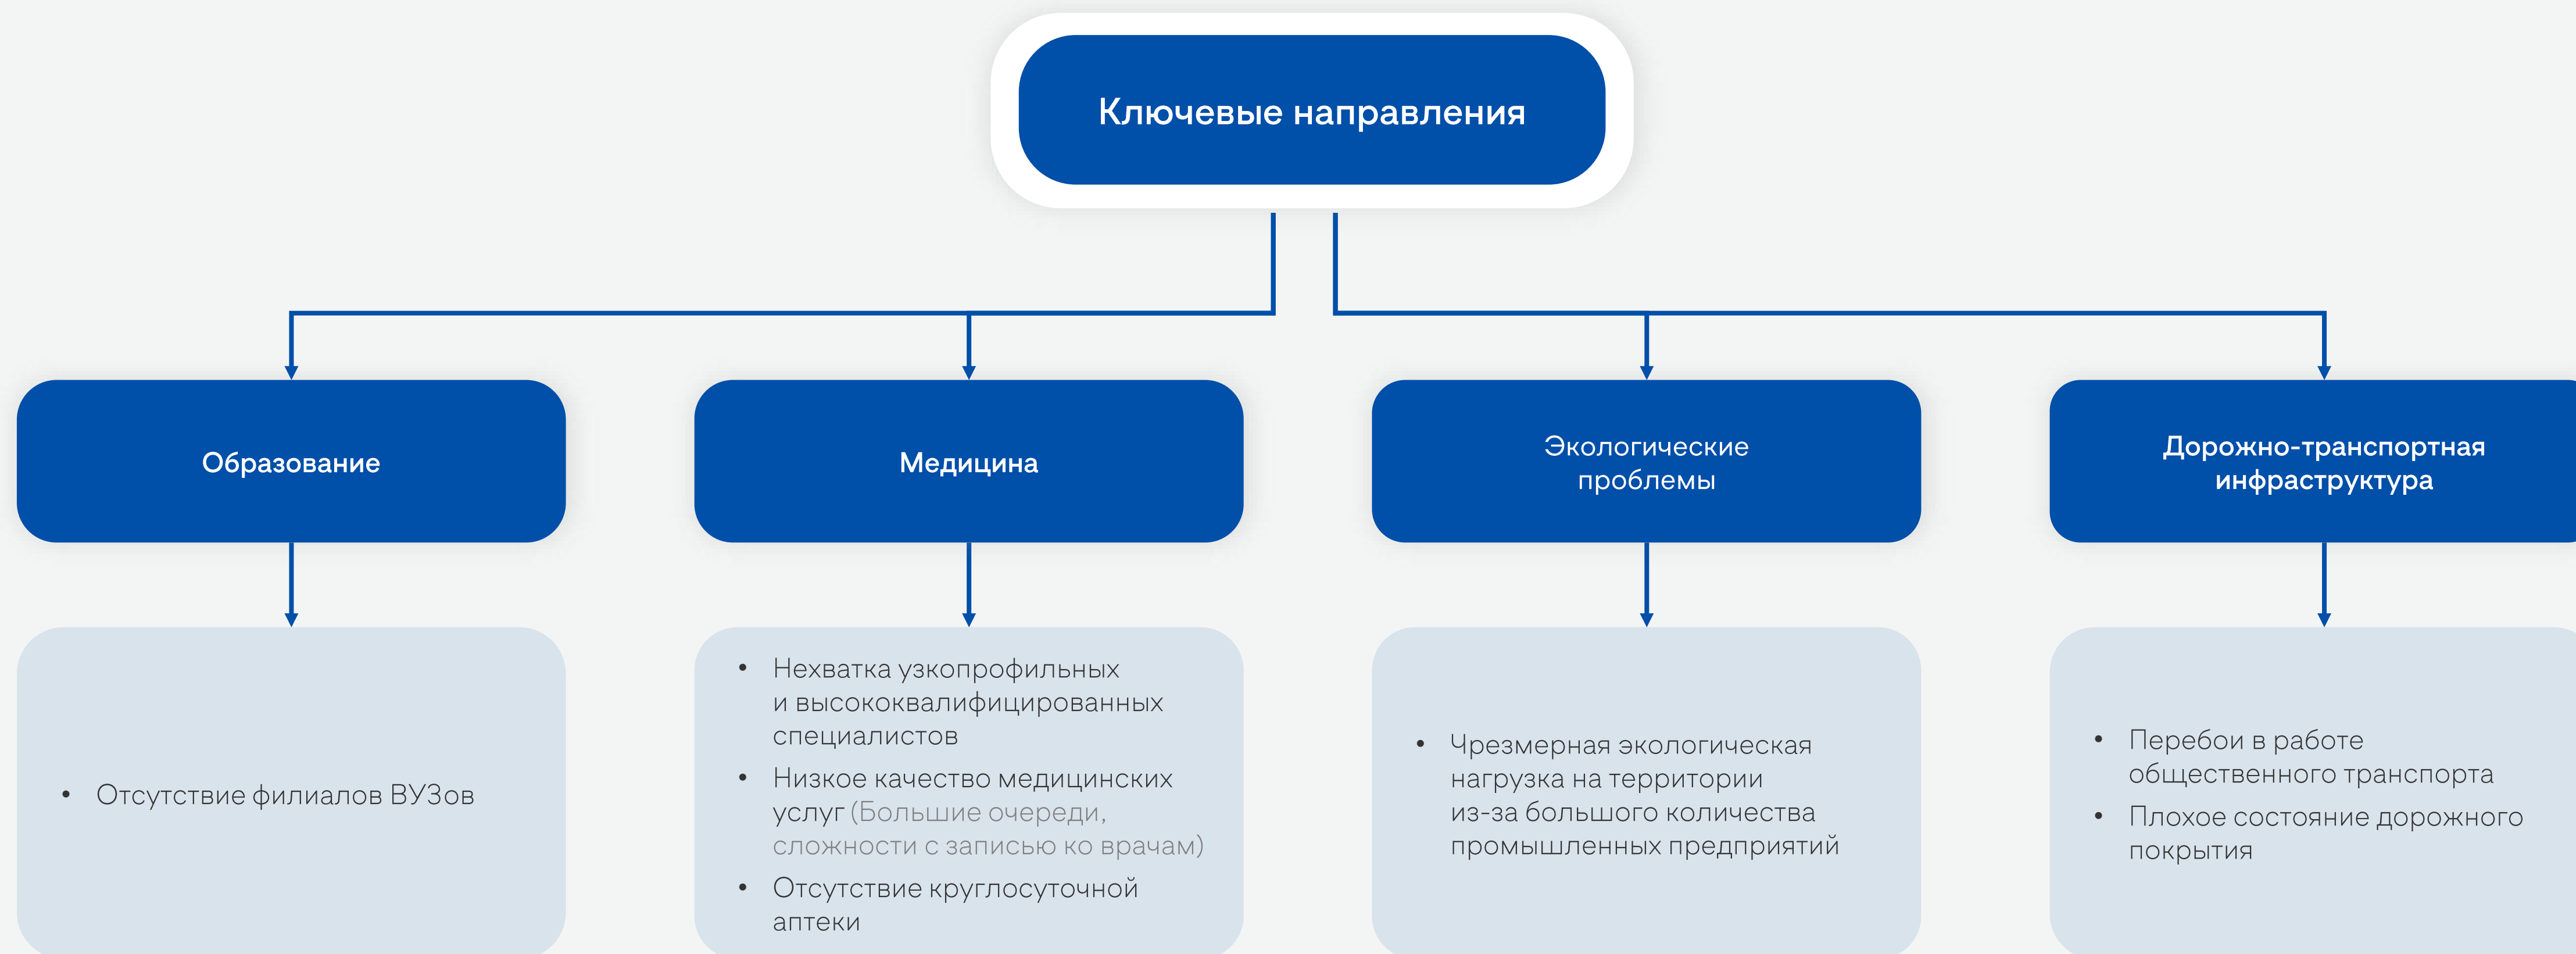 Ключевые направления
Образование
Медицина
Экологические
проблемы
Дорожно-транспортная
инфраструктура
• Отсутствие филиалов ВУЗов
• Нехватка узкопрофильных
и высококвалифицированных
специалистов
• Низкое качество медицинских
услуг (Большие очереди,
сложности с записью ко врачам)
• Отсутствие круглосуточной
аптеки
• Чрезмерная экологическая
нагрузка на территории
из-за большого количества
промышленных предприятий
• Перебои в работе
общественного транспорта
• Плохое состояние дорожного
покрытия